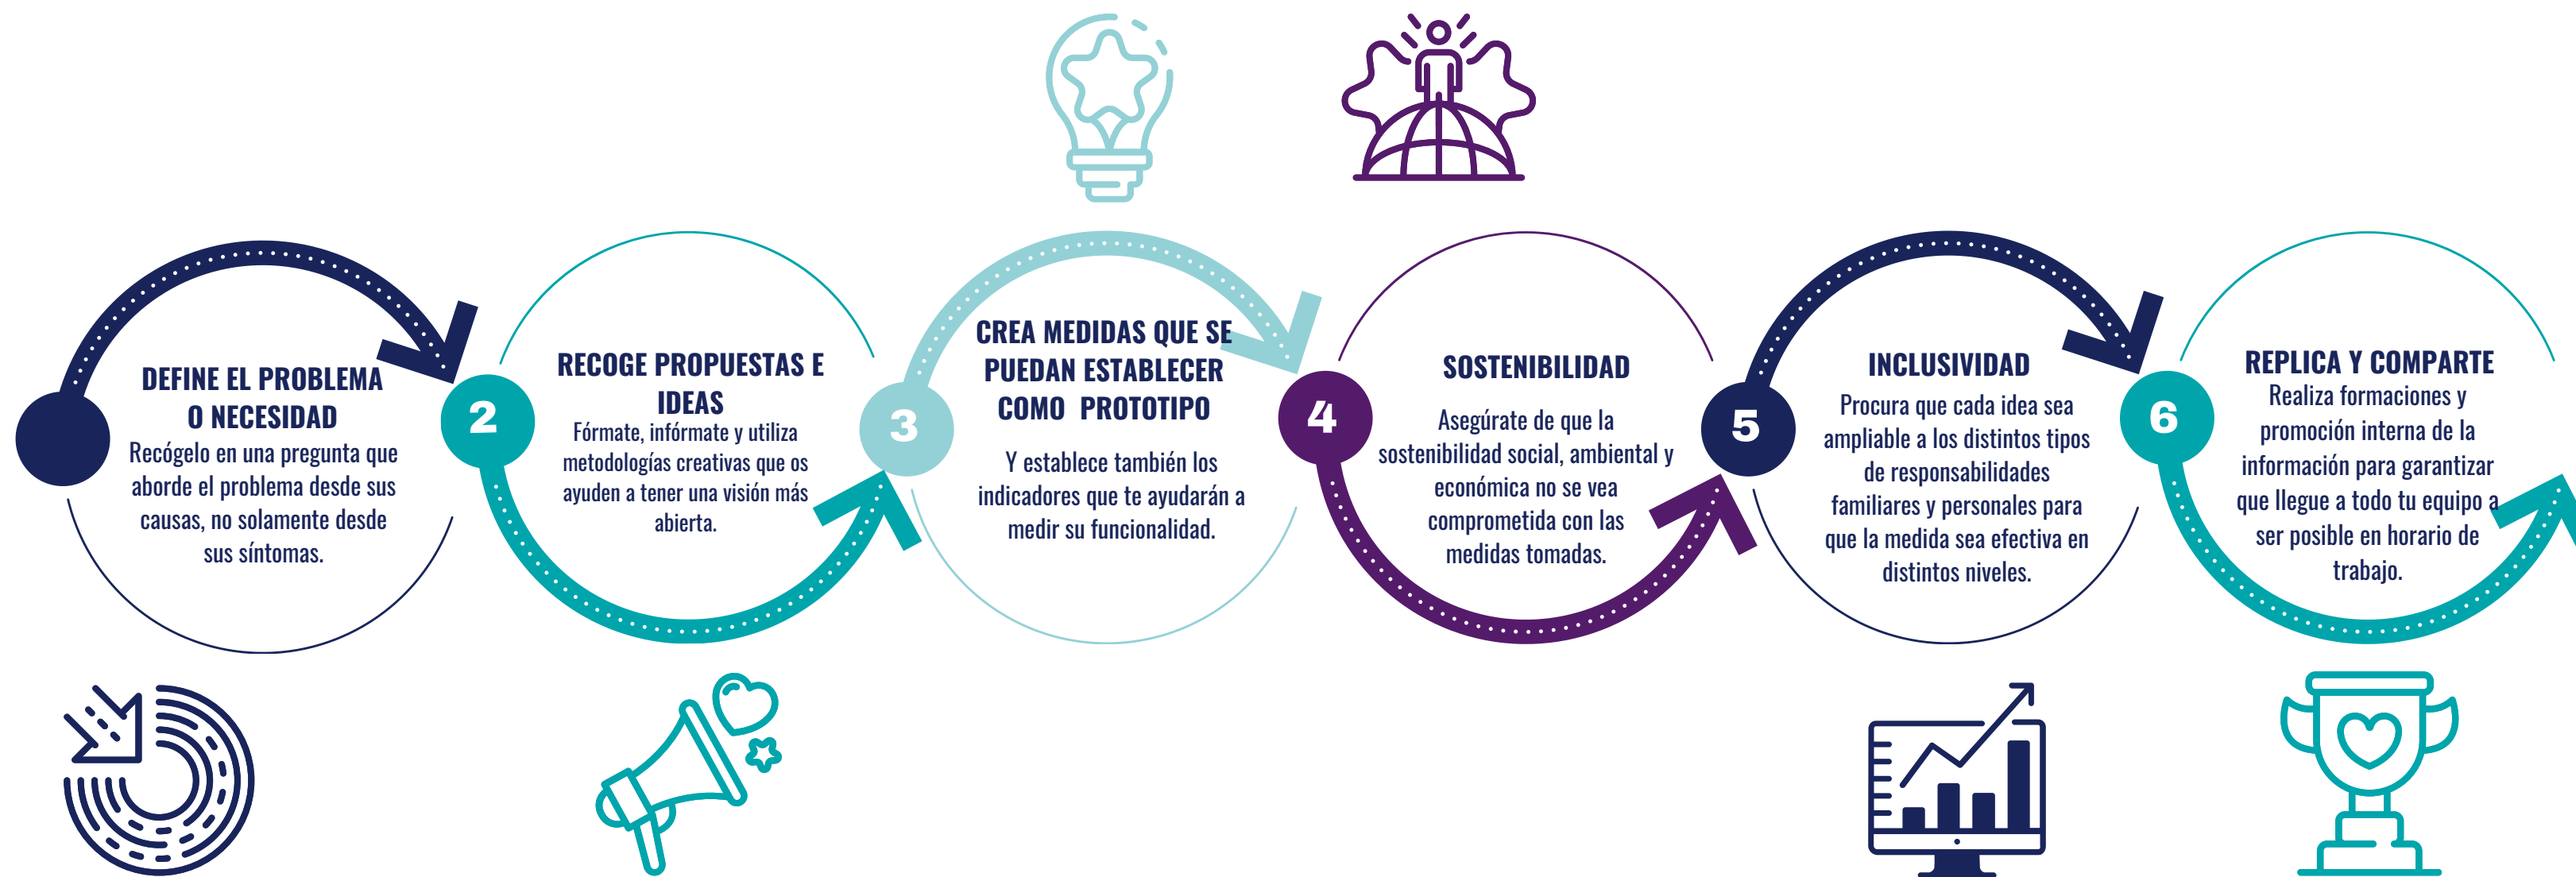 DEFINE EL PROBLEMA
O NECESIDAD
Recógelo en una pregunta que
aborde el problema desde sus
causas, no solamente desde
sus síntomas.
2
RECOGE PROPUESTAS E
IDEAS
Fórmate, infórmate y utiliza
metodologías creativas que os
ayuden a tener una visión más
abierta.
3
CREA MEDIDAS QUE SE
PUEDAN ESTABLECER
COMO PROTOTIPO
Y establece también los
indicadores que te ayudarán a
medir su funcionalidad.
4
SOSTENIBILIDAD
Asegúrate de que la
sostenibilidad social, ambiental y
económica no se vea
comprometida con las
medidas tomadas.
5
INCLUSIVIDAD
Procura que cada idea sea
ampliable a los distintos tipos
de responsabilidades
familiares y personales para
que la medida sea efectiva en
distintos niveles.
6
REPLICA Y COMPARTE
Realiza formaciones y
promoción interna de la
información para garantizar
que llegue a todo tu equipo a
ser posible en horario de
trabajo.